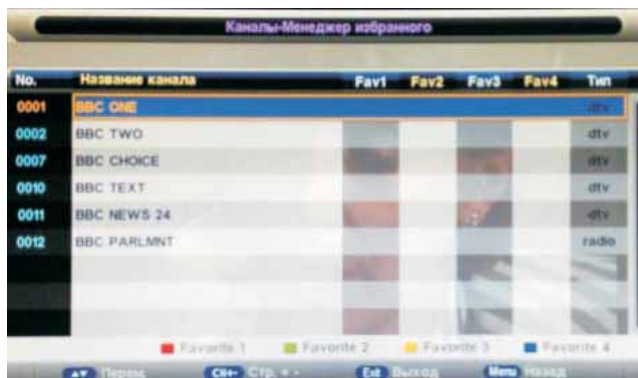 Каналы-Менеджер избранного
No. Название канала Fav1 Fav2 Fav3 Fav4 Тип
0001 BBC ONE dtv
0002 BBC TWO dtv
0007 BBC CHOICE dtv
0010 BBC TEXT dtv
0011 BBC NEWS 24 dtv
0012 BBC PARLMNT radio
Favorite 1 Favorite 2 Favorite 3 Favorite 4
▲▼ Перем. CH+- Стр. + - Exit Выход Menu Назад